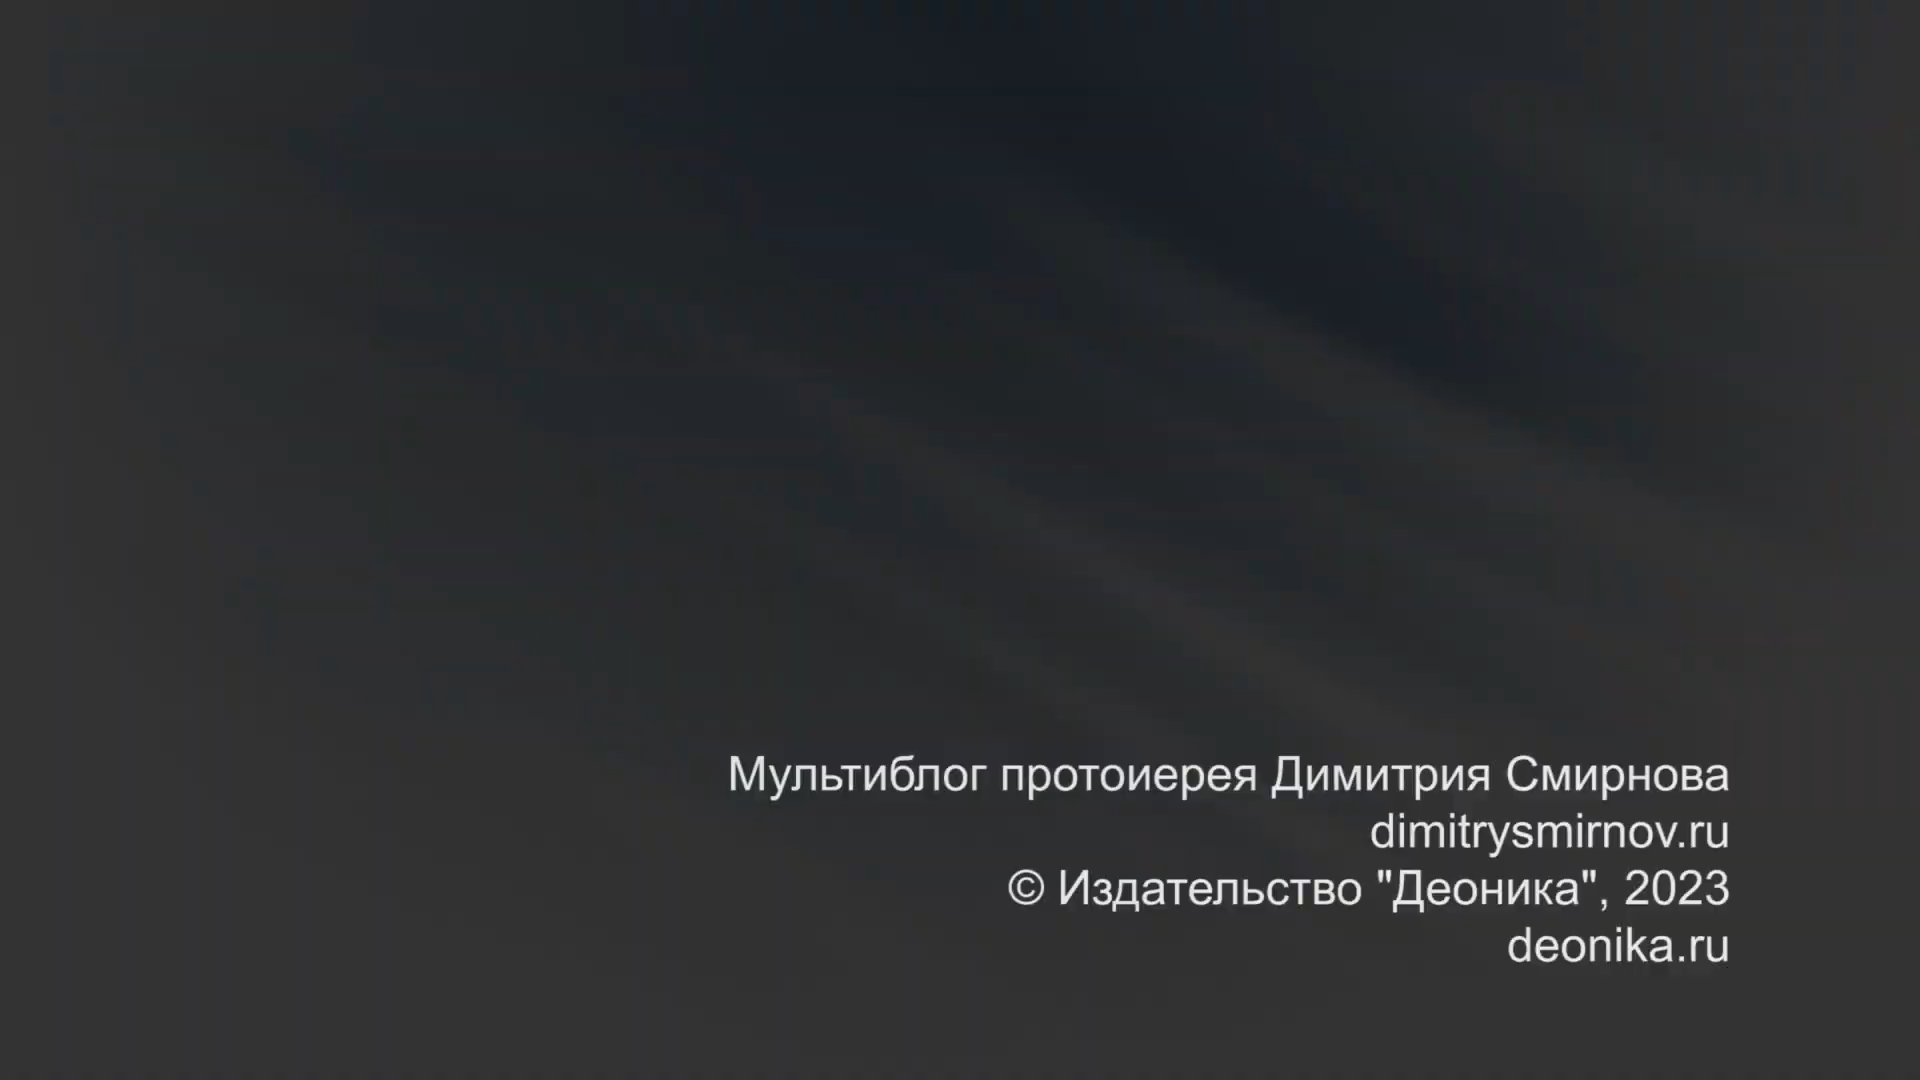 Мультиблог протоиерея Димитрия Смирнова
dimitrysmirnov.ru
© Издательство "Деоника", 2023
deonika.ru